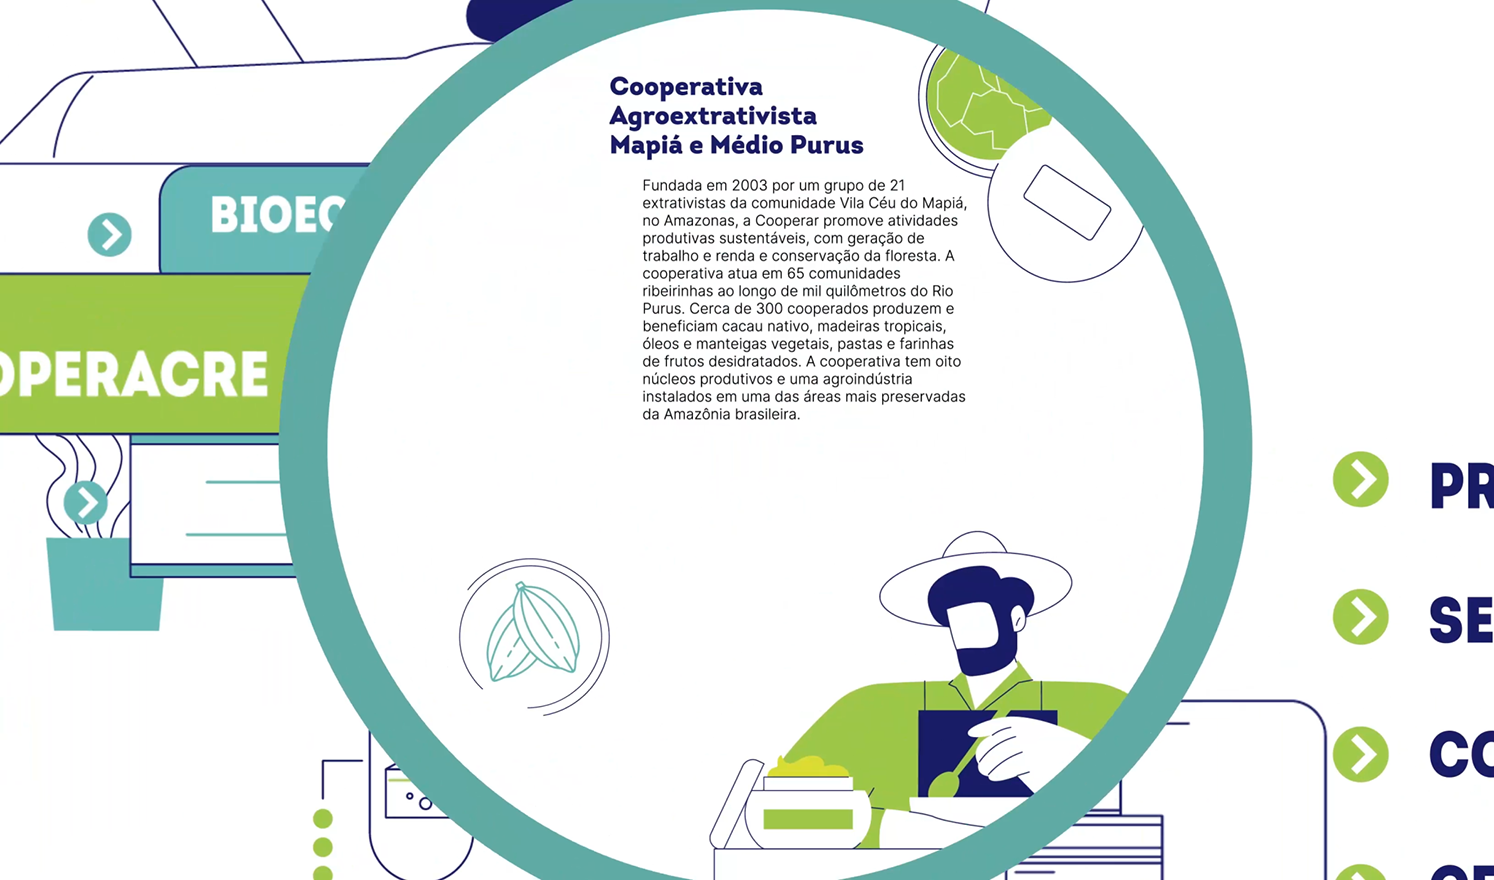 Cooperativa
Agroextrativista
Mapiá e Médio Purus
Fundada em 2003 por um grupo de 21
extrativistas da comunidade Vila Céu do Mapiá,
no Amazonas, a Cooperar promove atividades
produtivas sustentáveis, com geração de
trabalho e renda e conservação da floresta. A
cooperativa atua em 65 comunidades
ribeirinhas ao longo de mil quilômetros do Rio
Purus. Cerca de 300 cooperados produzem e
beneficiam cacau nativo, madeiras tropicais,
óleos e manteigas vegetais, pastas e farinhas
de frutos desidratados. A cooperativa tem oito
núcleos produtivos e uma agroindústria
instalados em uma das áreas mais preservadas
da Amazônia brasileira.
BIOEC
OPERACRE
PR
SE
CO